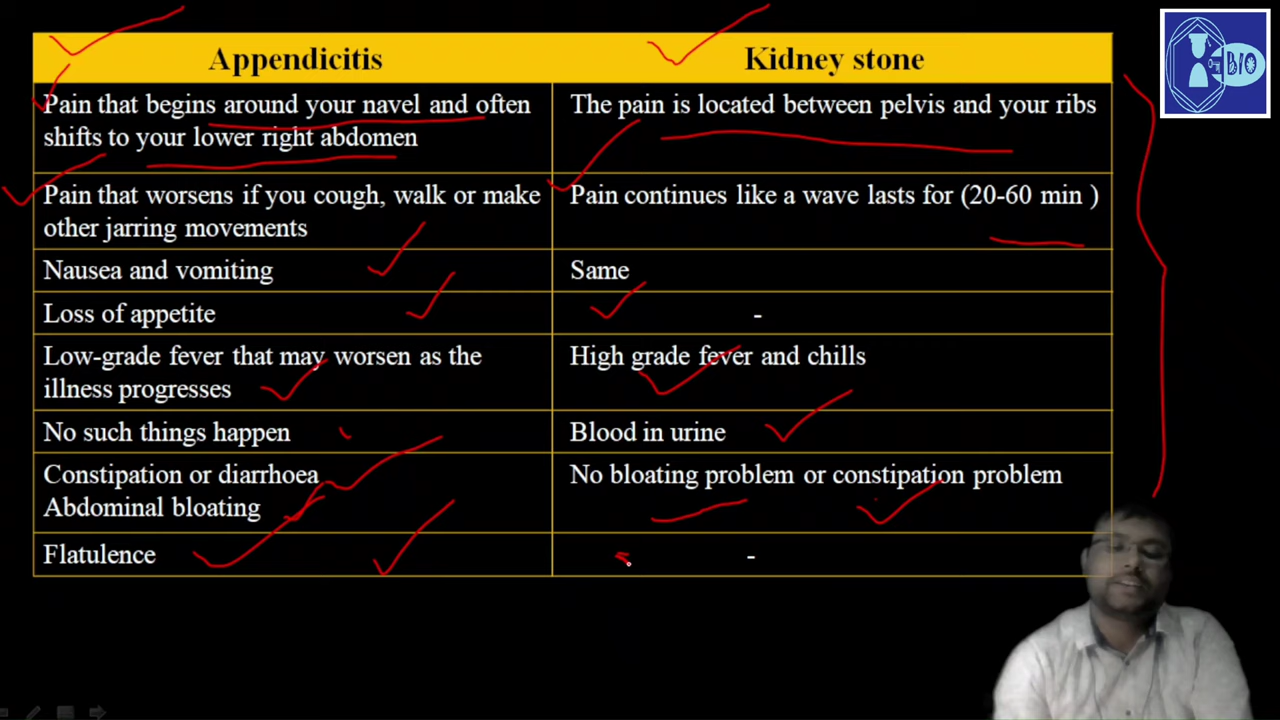 Appendicitis Kidney stone
Pain that begins around your navel and often
shifts to your lower right abdomen
The pain is located between pelvis and your ribs
Pain that worsens if you cough, walk or make
other jarring movements
Pain continues like a wave lasts for (20-60 min )
Nausea and vomiting
Same
Loss of appetite
-
Low-grade fever that may worsen as the
illness progresses
High grade fever and chills
No such things happen
Blood in urine
Constipation or diarrhoea
Abdominal bloating
No bloating problem or constipation problem
Flatulence
-
BIO